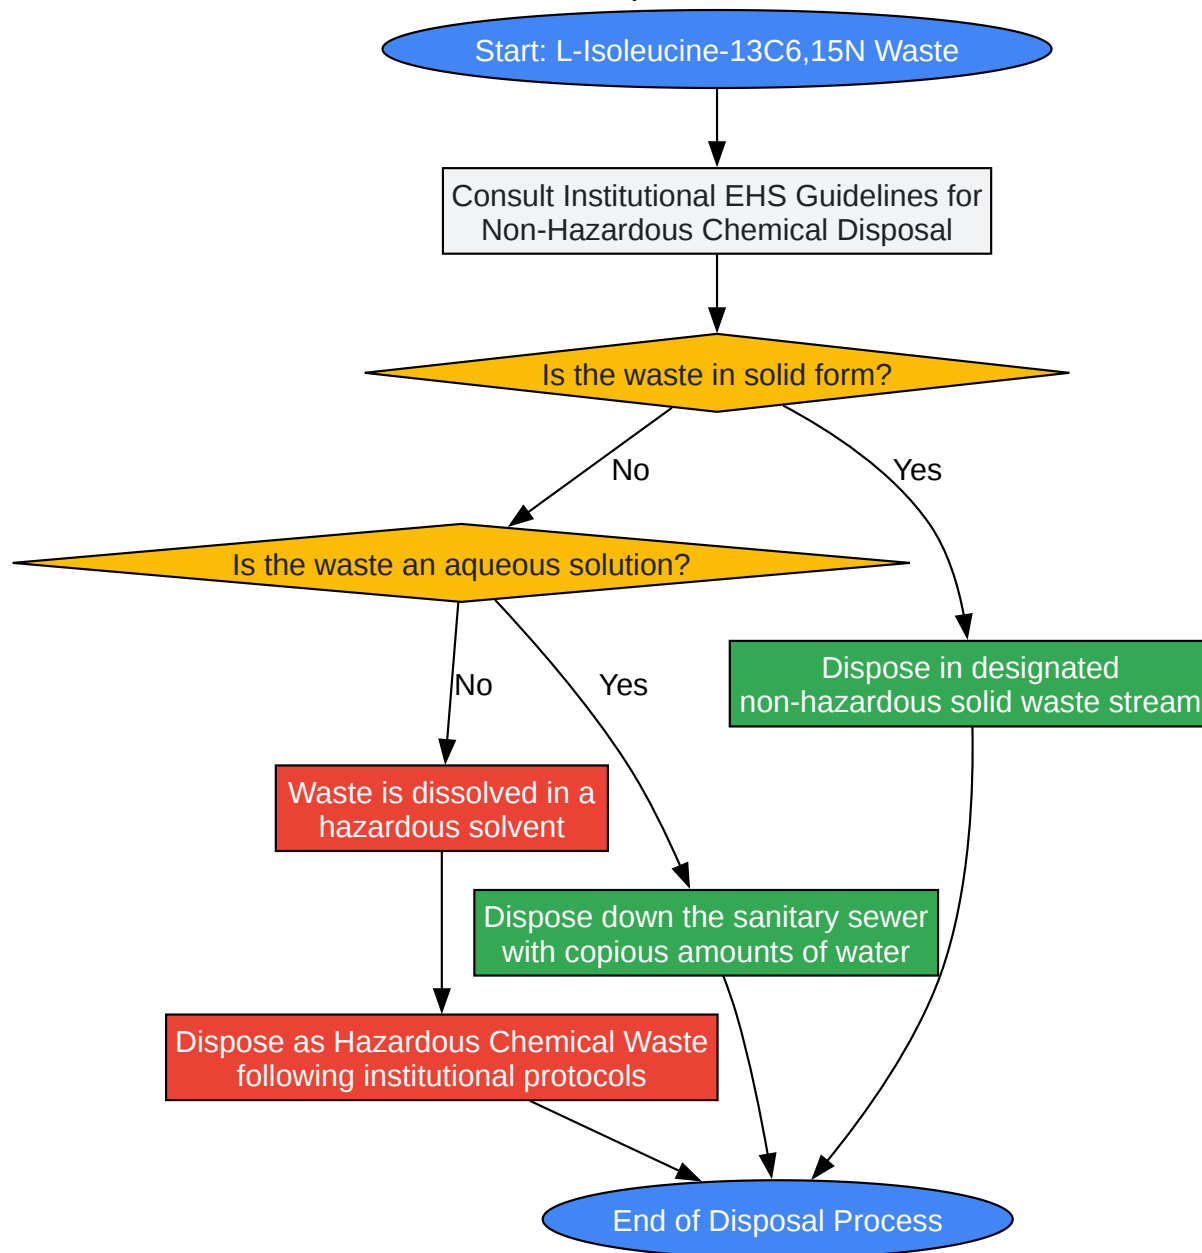 Start: L-Isoleucine-13C6,15N Waste
Consult Institutional EHS Guidelines for
Non-Hazardous Chemical Disposal
Is the waste in solid form?
No
Yes
Is the waste an aqueous solution?
No
Yes
Dispose in designated
non-hazardous solid waste stream
Waste is dissolved in a
hazardous solvent
Dispose down the sanitary sewer
with copious amounts of water
Dispose as Hazardous Chemical Waste
following institutional protocols
End of Disposal Process